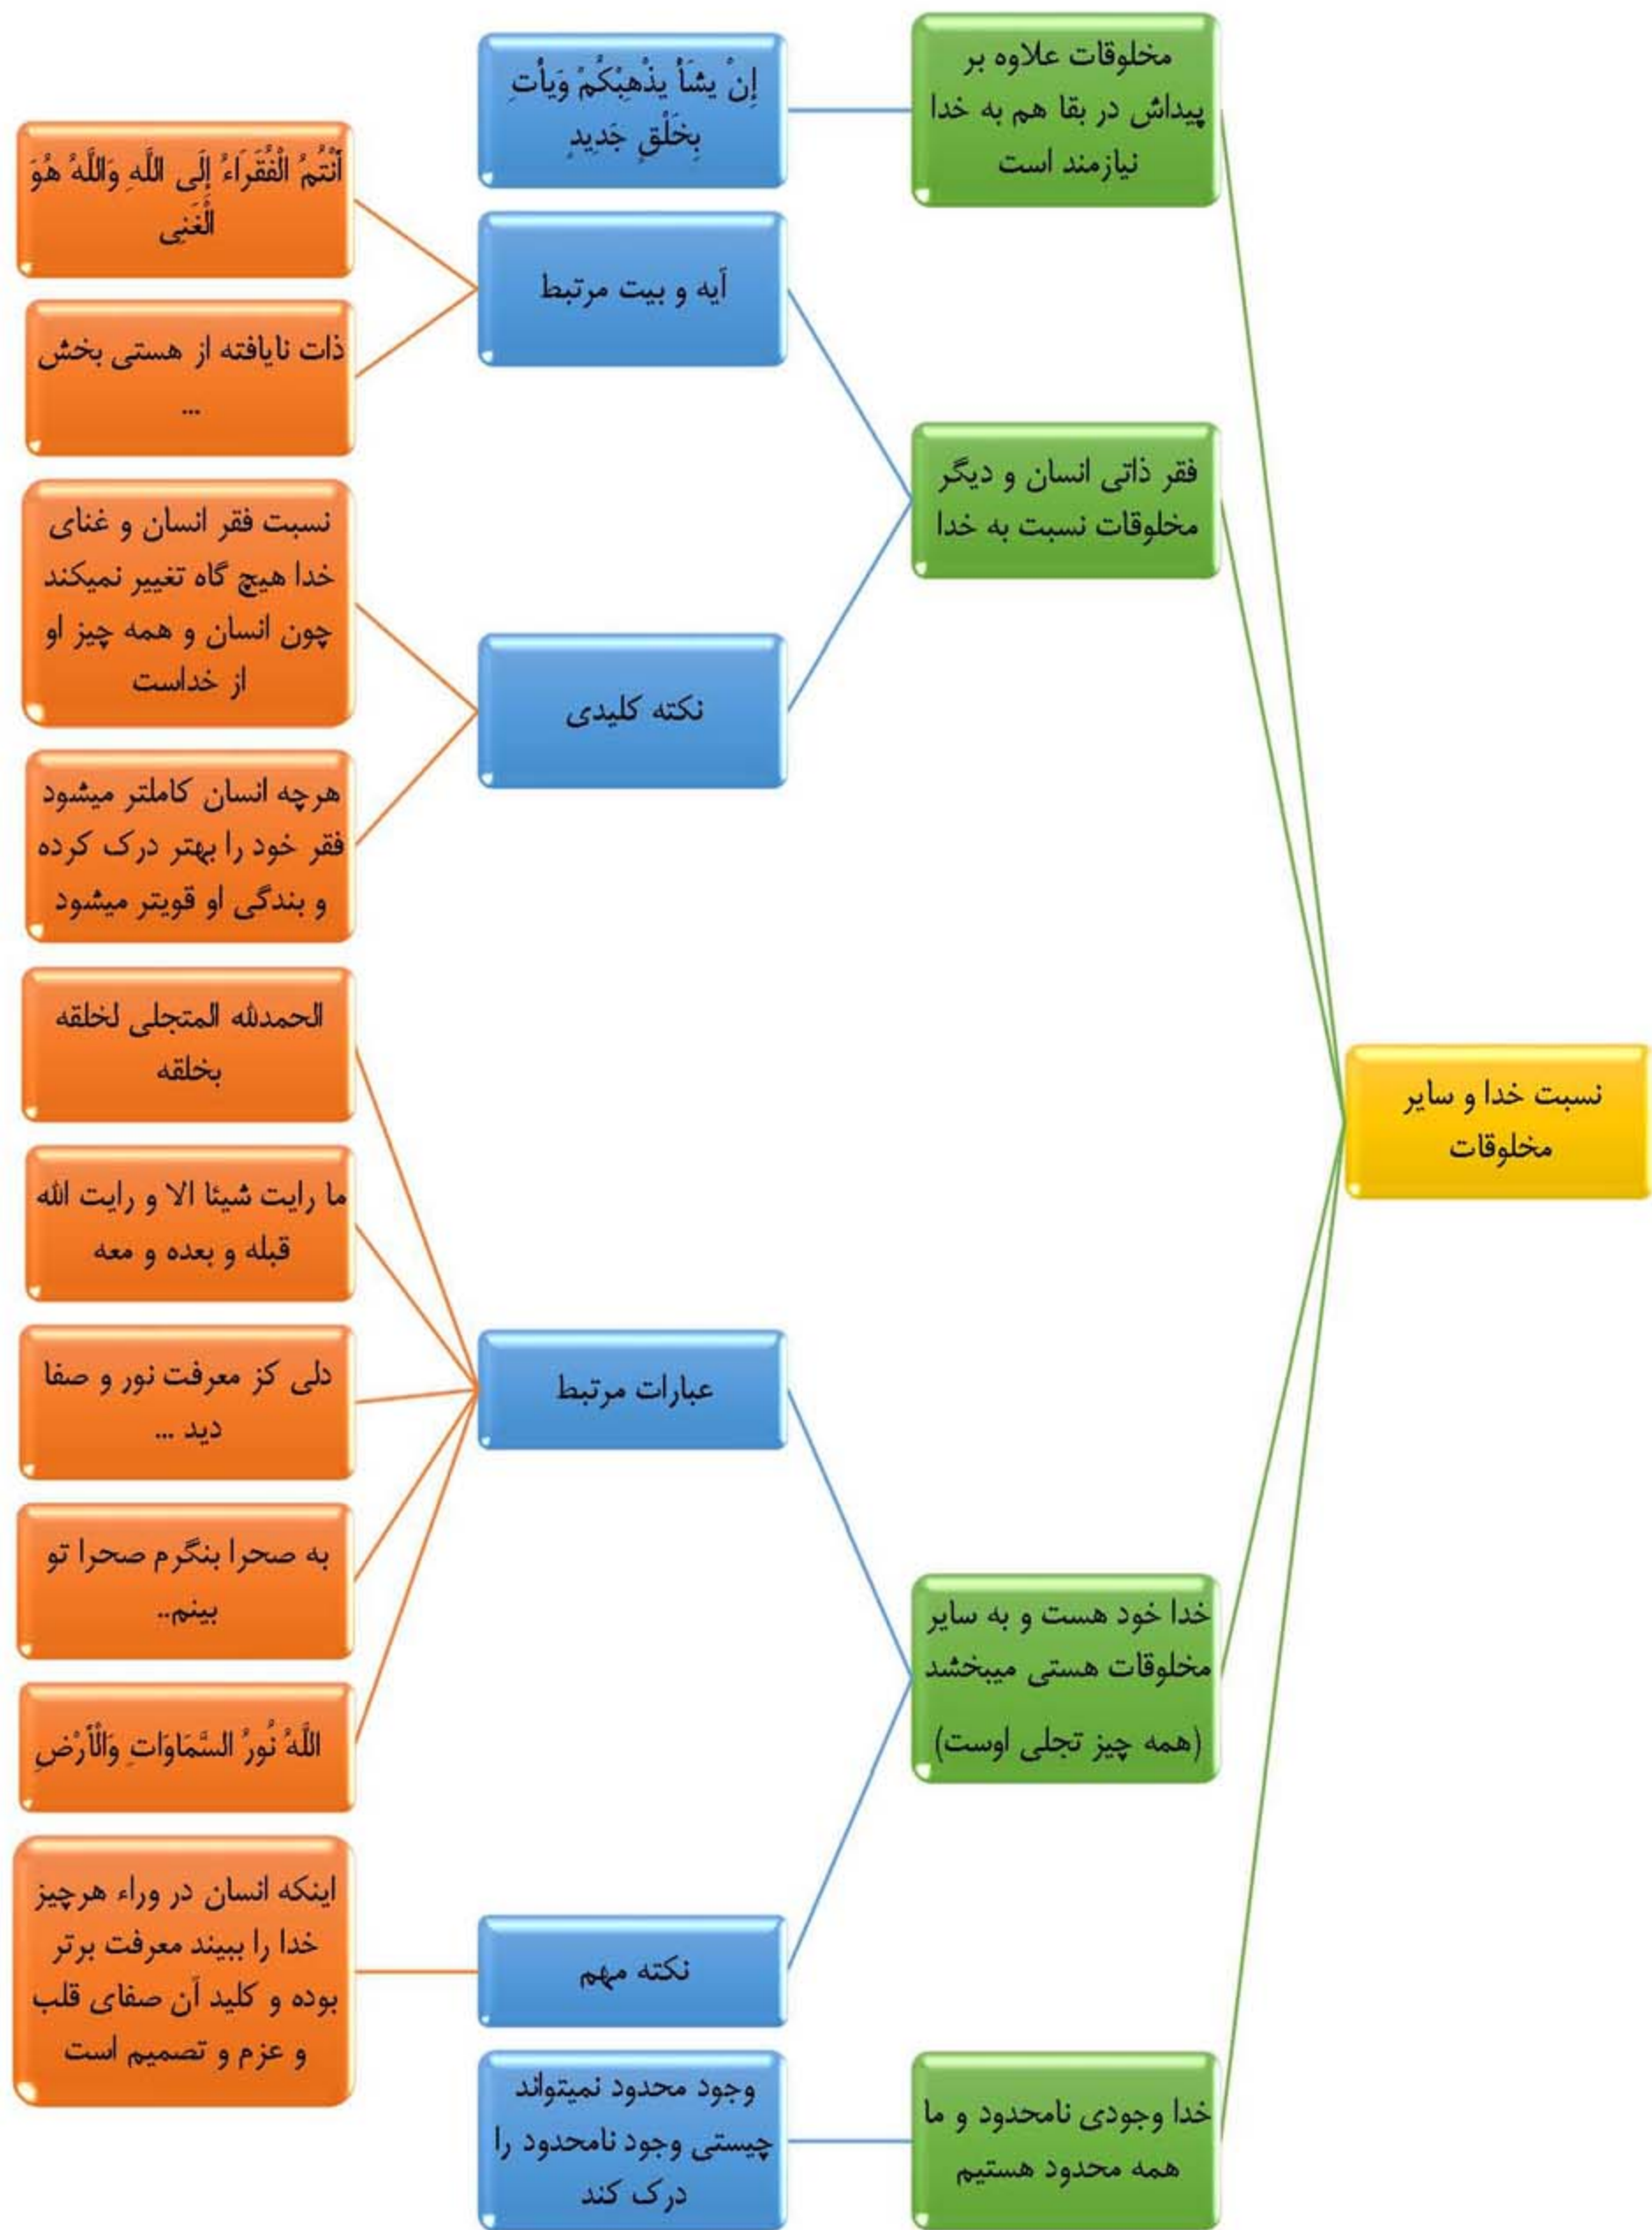 نسبت خدا و سایر
مخلوقات
مخلوقات علاوه بر
پیداش در بقا هم به خدا
نیازمند است
إِنْ یشَأْ یذْهِبْکُمْ وَیأْتِ
بِخَلْقٍ جَدِیدٍ
فقر ذاتی انسان و دیگر
مخلوقات نسبت به خدا
آیه و بیت مرتبط
أَنْتُمُ الْفُقَرَاءُ إِلَی اللَّهِ وَاللَّهُ هُوَ
الْغَنِی
ذات نایافته از هستی بخش
...
نکته کلیدی
نسبت فقر انسان و غنای
خدا هیچ گاه تغییر نمیکند
چون انسان و همه چیز او
از خداست
هرچه انسان کاملتر میشود
فقر خود را بهتر درک کرده
و بندگی او قویتر میشود
خدا خود هست و به سایر
مخلوقات هستی میبخشد
(همه چیز تجلی اوست)
عبارات مرتبط
الحمدلله المتجلی لخلقه
بخلقه
ما رایت شیئا الا و رایت الله
قبله و بعده و معه
دلی کز معرفت نور و صفا
دید ...
به صحرا بنگرم صحرا تو
بینم..
اللَّهُ نُورُ السَّمَاوَاتِ وَالْأَرْضِ
نکته مهم
اینکه انسان در وراء هرچیز
خدا را ببیند معرفت برتر
بوده و کلید آن صفای قلب
و عزم و تصمیم است
خدا وجودی نامحدود و ما
همه محدود هستیم
وجود محدود نمیتواند
چیستی وجود نامحدود را
درک کند